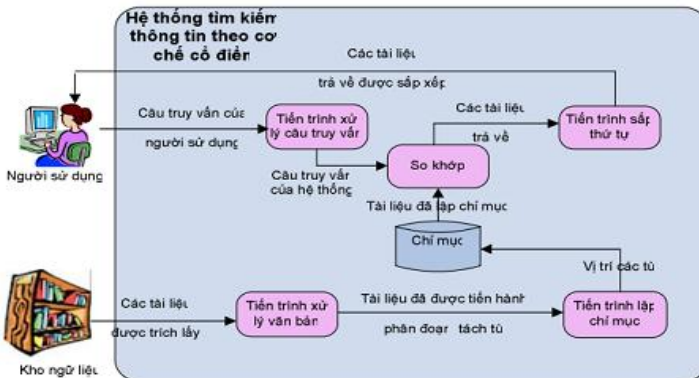 Hệ thống tìm kiếm
thông tin theo cơ
chế cổ điển
Các tài liệu
trả về được sắp xếp
Câu truy vấn của
người sử dụng
Tiến trình xử
lý câu truy vấn
Các tài liệu
trả về
Tiến trình sắp
thứ tự
Người sử dụng
Câu truy vấn
của hệ thống
So khớp
Tài liệu đã lập chỉ mục
Chỉ mục
Vị trí các từ
Các tài liệu
được trích lấy
Tiến trình xử
lý văn bản
Tài liệu đã được tiến hành
phân đoạn tách từ
Tiến trình lập
chỉ mục
Kho ngữ liệu